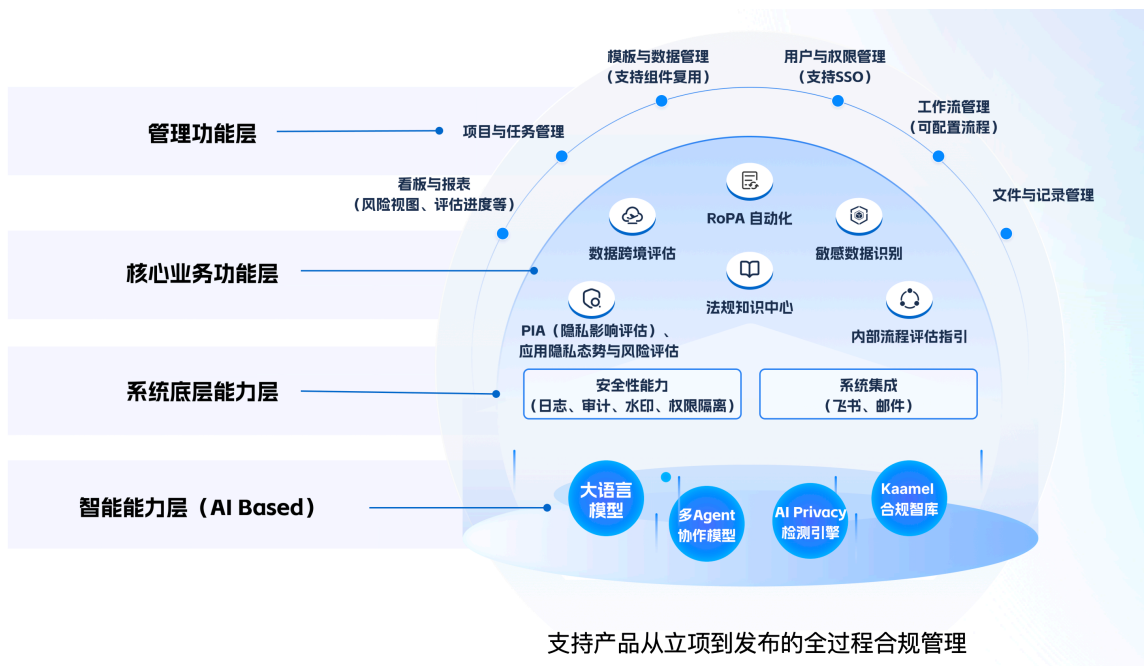 模板与数据管理
（支持组件复用）
用户与权限管理
（支持SSO）
工作流管理
（可配置流程）
管理功能层
项目与任务管理
看板与报表
（风险视图、评估进度等）
文件与记录管理
RoPA 自动化
数据跨境评估
敏感数据识别
核心业务功能层
法规知识中心
PIA（隐私影响评估）、
应用隐私态势与风险评估
内部流程评估指引
系统底层能力层
安全性能力
（日志、审计、水印、权限隔离）
系统集成
（飞书、邮件）
智能能力层（AI Based）
大语言
模型
多Agent
协作模型
AI Privacy
检测引擎
Kaamel
合规智库
支持产品从立项到发布的全过程合规管理